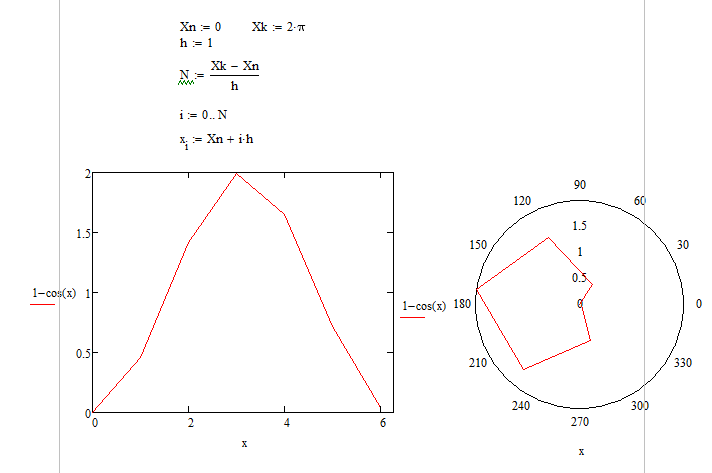 Xn := 0 Xk := 2·π
h := 1
N := (Xk − Xn) / h
i := 0.. N
x_i := Xn + i·h
2
1.5
1
0.5
0
1−cos(x)
0 2 4 6
x
90
120 60
150 30
180 0
210 330
240 300
270
1.5
1
0.5
0
1−cos(x)
x